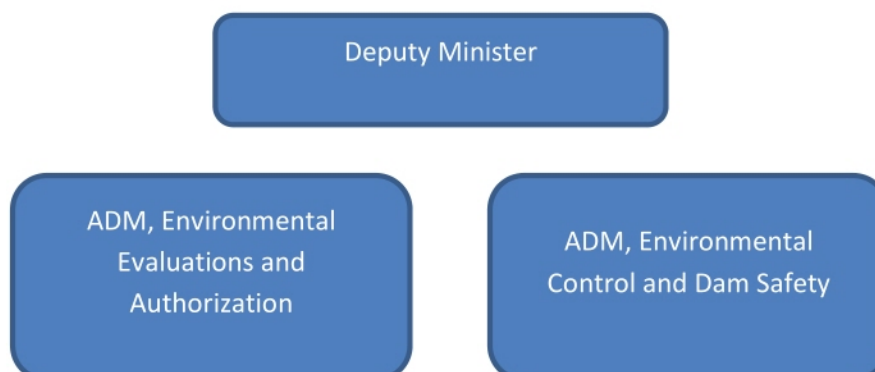 Deputy Minister
ADM, Environmental
Evaluations and
Authorization
ADM, Environmental
Control and Dam Safety